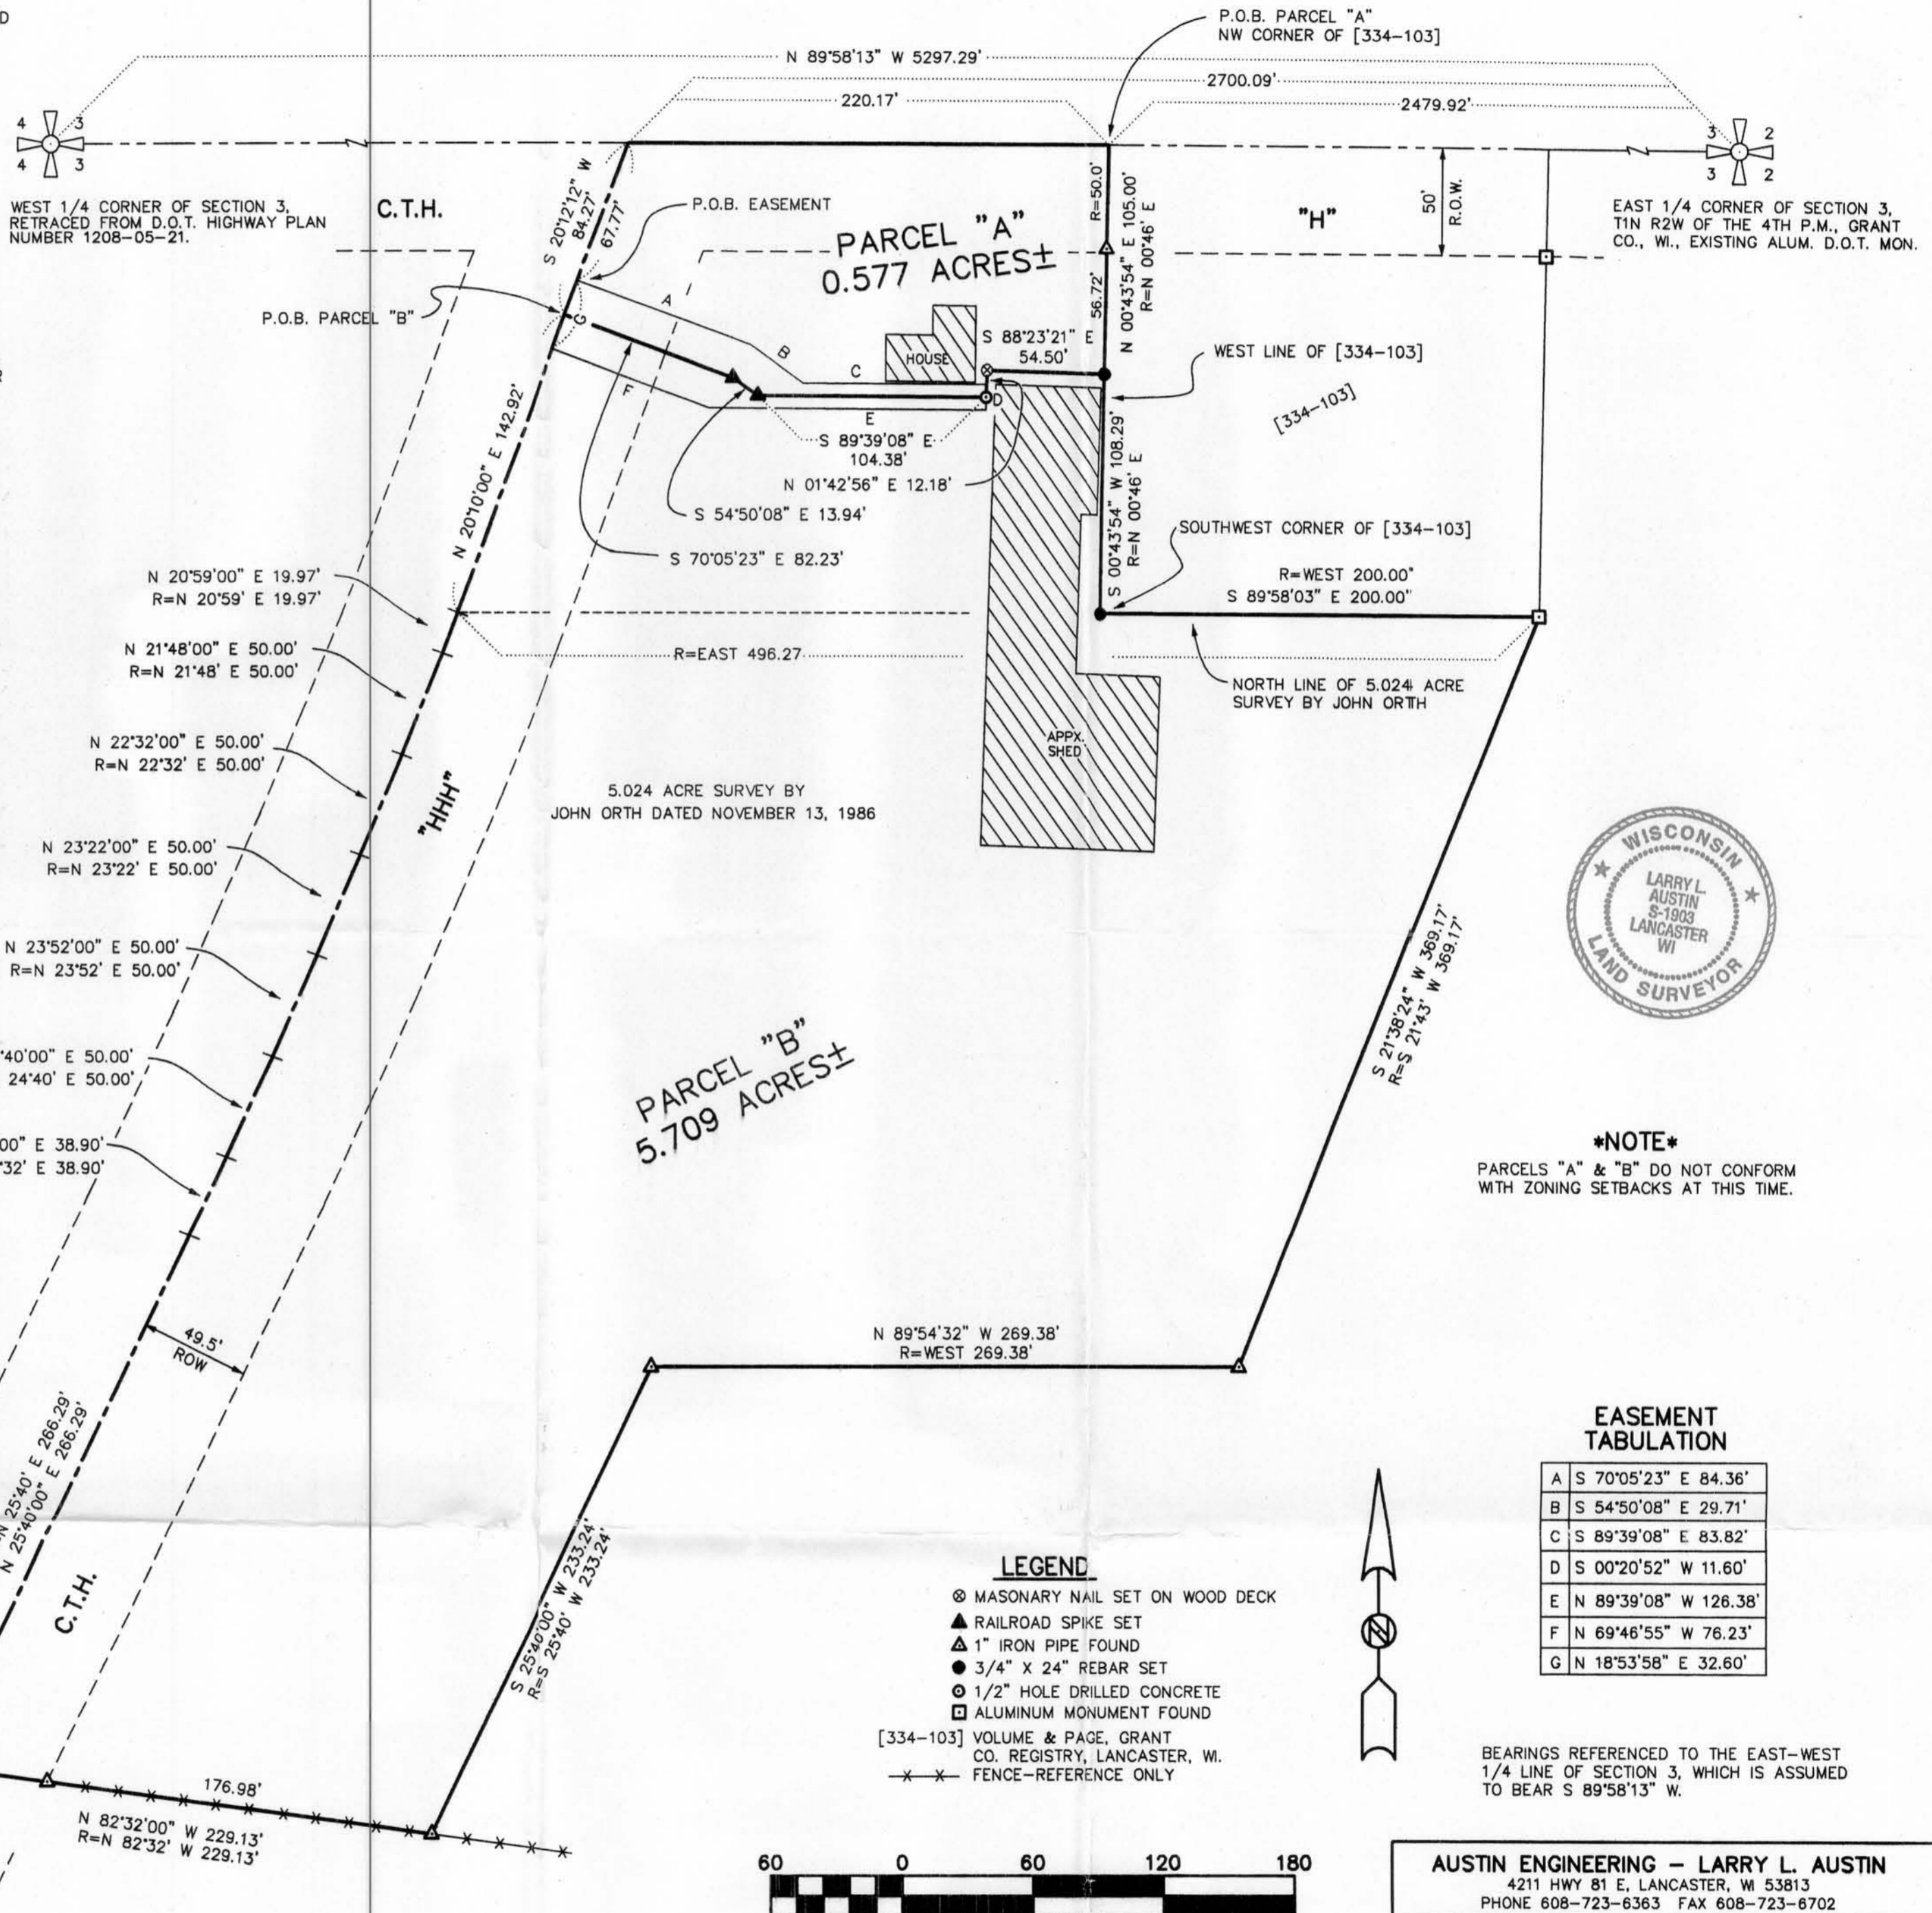 D
P.O.B. PARCEL "A"
NW CORNER OF [334-103]
N 89°58'13" W 5297.29'
2700.09'
220.17'
2479.92'
4 3
4 3
3 2
3 2
WEST 1/4 CORNER OF SECTION 3,
RETRACED FROM D.O.T. HIGHWAY PLAN
NUMBER 1208-05-21.
C.T.H.
S 20°12'12" W
84.27'
67.77'
P.O.B. EASEMENT
PARCEL "A"
0.577 ACRES±
R=50.0'
N 00°43'54" E 105.00'
R=N 00°46' E
56.72'
"H"
50'
R.O.W.
EAST 1/4 CORNER OF SECTION 3,
T1N R2W OF THE 4TH P.M., GRANT
CO., WI., EXISTING ALUM. D.O.T. MON.
P.O.B. PARCEL "B"
A
G
B
C
F
E
D
HOUSE
S 88°23'21" E
54.50'
WEST LINE OF [334-103]
[334-103]
R
S 89°39'08" E
104.38'
N 01°42'56" E 12.18'
S 54°50'08" E 13.94'
S 70°05'23" E 82.23'
N 20°10'00" E 142.92'
S 00°43'54" W 108.29'
R=N 00°46' E
SOUTHWEST CORNER OF [334-103]
R=WEST 200.00"
S 89°58'03" E 200.00"
N 20°59'00" E 19.97'
R=N 20°59' E 19.97'
N 21°48'00" E 50.00'
R=N 21°48' E 50.00'
R=EAST 496.27
NORTH LINE OF 5.024 ACRE
SURVEY BY JOHN ORTH
N 22°32'00" E 50.00'
R=N 22°32' E 50.00'
APPX.
SHED
"HHH"
5.024 ACRE SURVEY BY
JOHN ORTH DATED NOVEMBER 13, 1986
N 23°22'00" E 50.00'
R=N 23°22' E 50.00'
WISCONSIN
LARRY L.
AUSTIN
S-1903
LANCASTER
WI
LAND SURVEYOR
N 23°52'00" E 50.00'
R=N 23°52' E 50.00'
S 21°38'24" W 369.17'
R=S 21°43' W 369.17'
°40'00" E 50.00'
24°40' E 50.00'
PARCEL "B"
5.709 ACRES±
00" E 38.90'
°32' E 38.90'
*NOTE*
PARCELS "A" & "B" DO NOT CONFORM
WITH ZONING SETBACKS AT THIS TIME.
49.5'
ROW
N 89°54'32" W 269.38'
R=WEST 269.38'
N 25°40' E 266.29'
N 25°40'00" E 266.29'
C.T.H.
S 25°40'00" W 233.24'
R=S 25°40' W 233.24'
EASEMENT
TABULATION
A S 70°05'23" E 84.36'
B S 54°50'08" E 29.71'
C S 89°39'08" E 83.82'
D S 00°20'52" W 11.60'
E N 89°39'08" W 126.38'
F N 69°46'55" W 76.23'
G N 18°53'58" E 32.60'
LEGEND
MASONARY NAIL SET ON WOOD DECK
RAILROAD SPIKE SET
1" IRON PIPE FOUND
3/4" X 24" REBAR SET
1/2" HOLE DRILLED CONCRETE
ALUMINUM MONUMENT FOUND
[334-103] VOLUME & PAGE, GRANT
CO. REGISTRY, LANCASTER, WI.
FENCE-REFERENCE ONLY
N
BEARINGS REFERENCED TO THE EAST-WEST
1/4 LINE OF SECTION 3, WHICH IS ASSUMED
TO BEAR S 89°58'13" W.
176.98'
N 82°32'00" W 229.13'
R=N 82°32' W 229.13'
60 0 60 120 180
AUSTIN ENGINEERING - LARRY L. AUSTIN
4211 HWY 81 E, LANCASTER, WI 53813
PHONE 608-723-6363 FAX 608-723-6702